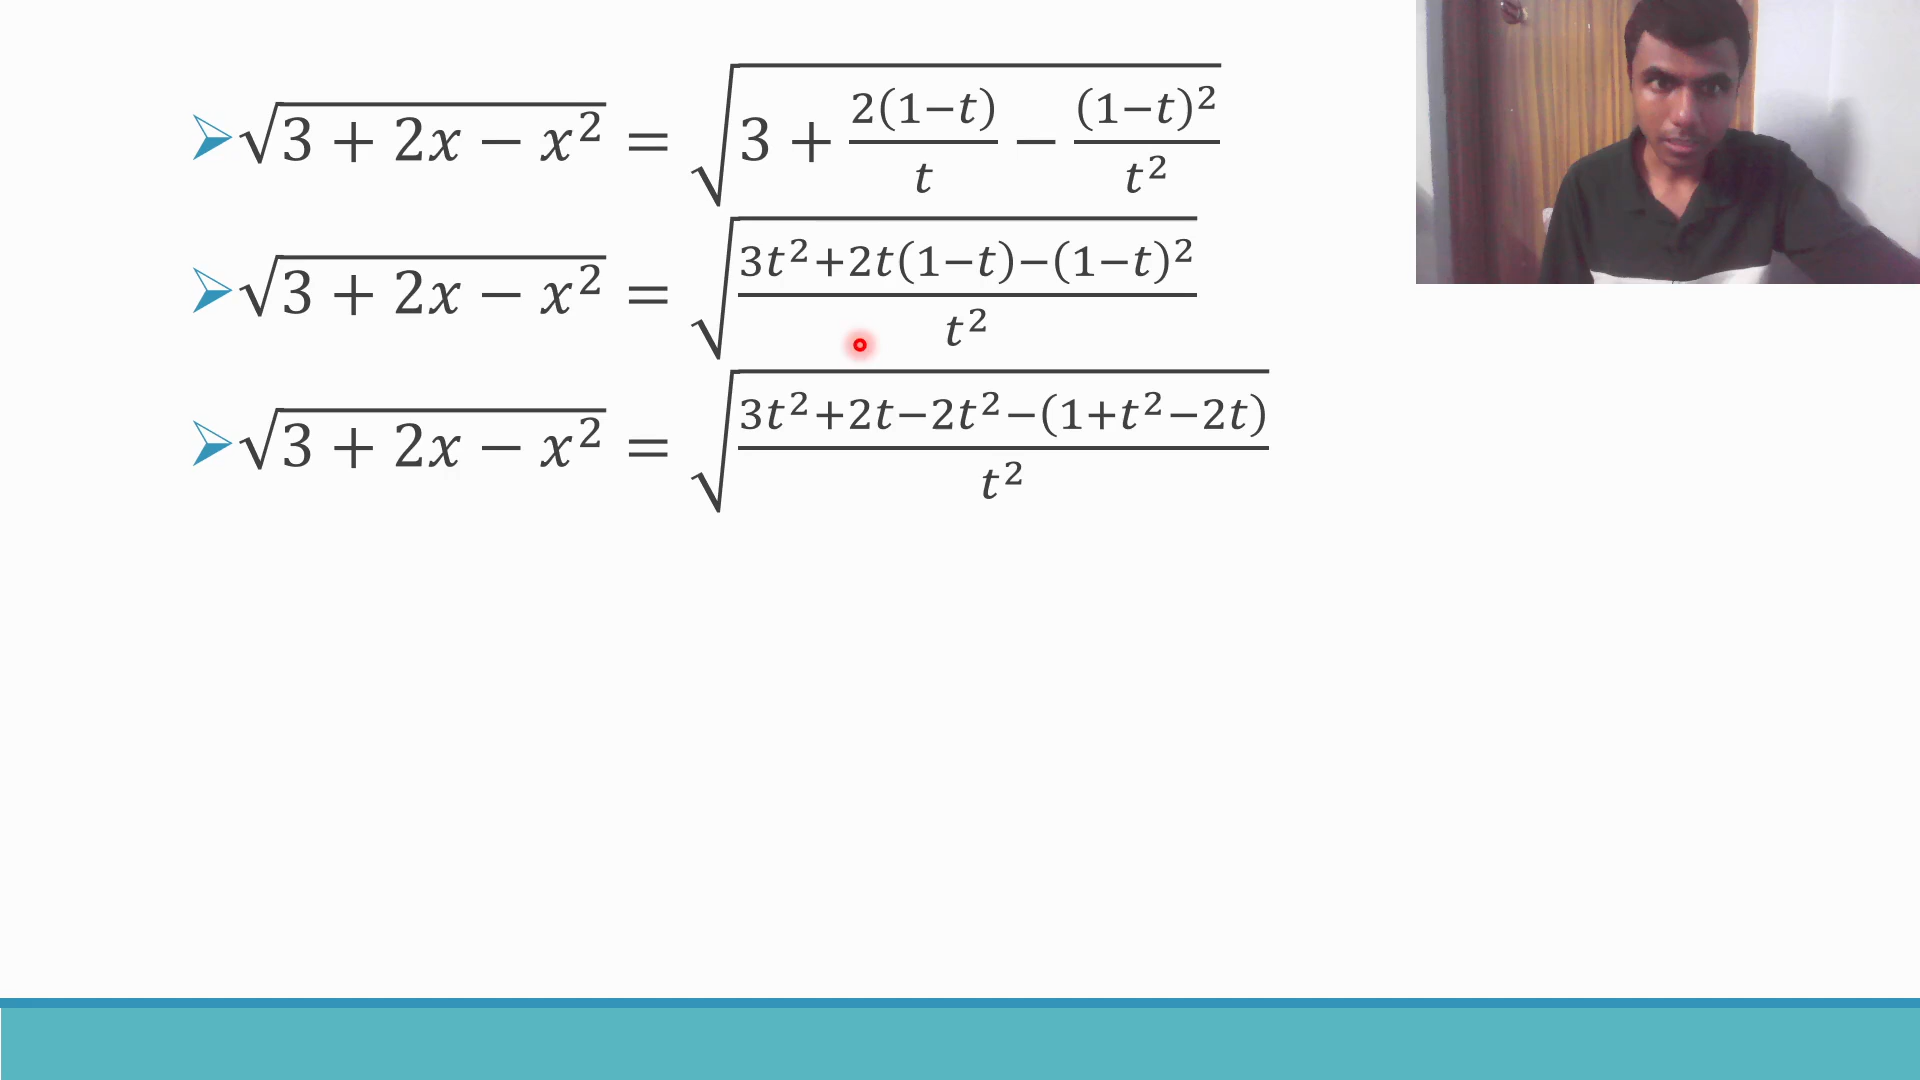 √(3 + 2x − x²) = √(3 + 2(1−t)/t − (1−t)²/t²)
√(3 + 2x − x²) = √((3t²+2t(1−t)−(1−t)²)/t²)
√(3 + 2x − x²) = √((3t²+2t−2t²−(1+t²−2t))/t²)